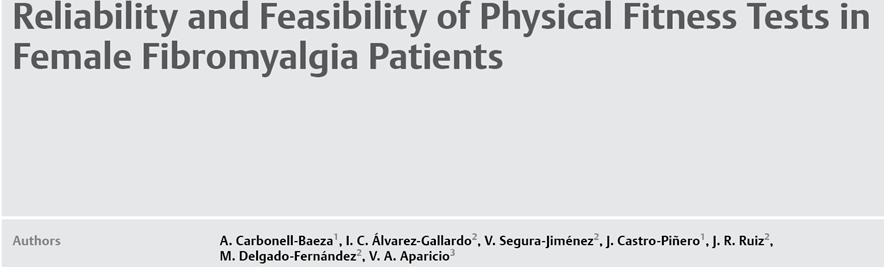 Reliability and Feasibility of Physical Fitness Tests in
Female Fibromyalgia Patients
Authors
A. Carbonell-Baeza¹, I. C. Álvarez-Gallardo², V. Segura-Jiménez², J. Castro-Piñero¹, J. R. Ruiz²,
M. Delgado-Fernández², V. A. Aparicio³